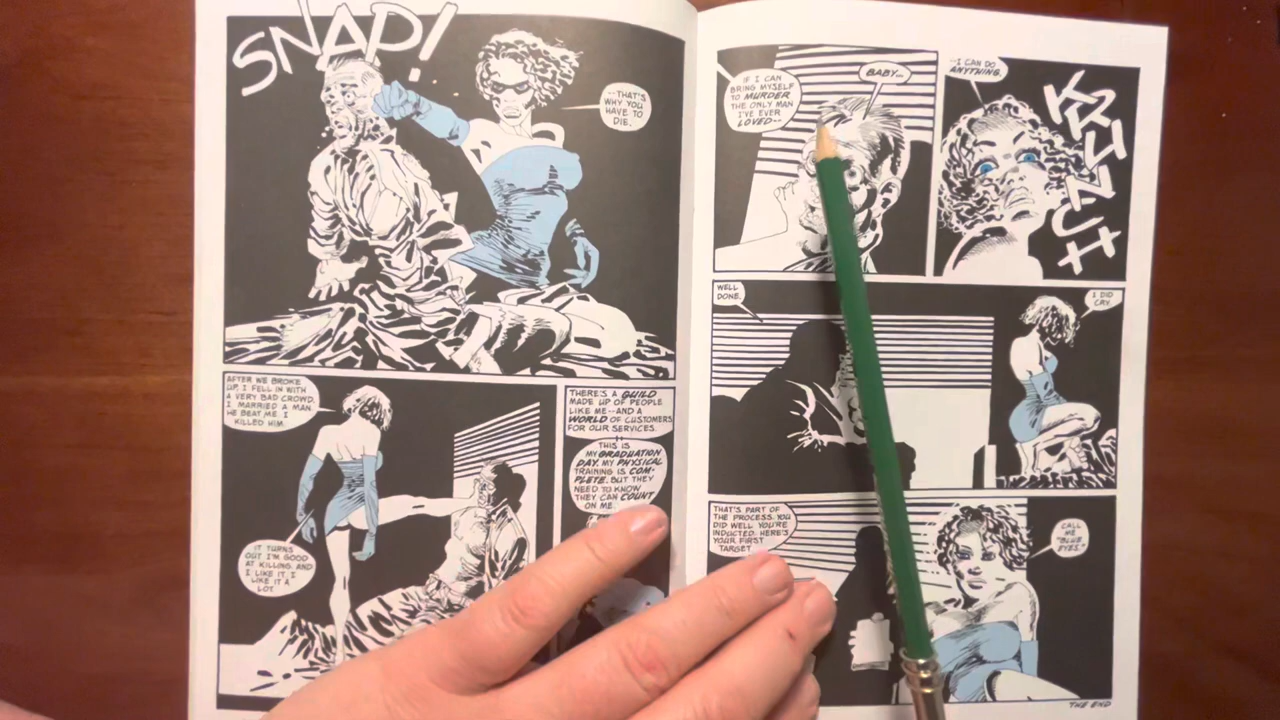 SNAP!
--THAT'S
WHY YOU
HAVE TO
DIE.
AFTER WE BROKE
UP, I FELL IN WITH
A VERY BAD CROWD.
I MARRIED A MAN.
HE BEAT ME. I
KILLED HIM.
IT TURNS
OUT I'M GOOD
AT KILLING. AND
I LIKE IT. I
LIKE IT A
LOT.
THERE'S A GUILD
MADE UP OF PEOPLE
LIKE ME--AND A
WORLD OF CUSTOMERS
FOR OUR SERVICES.
THIS IS
MY GRADUATION
DAY. MY PHYSICAL
TRAINING IS COM-
PLETE. BUT THEY
NEED TO KNOW
THEY CAN COUNT
ON ME.
IF I CAN
BRING MYSELF
TO MURDER
THE ONLY MAN
I'VE EVER
LOVED--
BABY...
--I CAN DO
ANYTHING.
KRUNCH
WELL
DONE.
I DID
CRY.
THAT'S PART OF
THE PROCESS. YOU
DID WELL. YOU'RE
INDUCTED. HERE'S
YOUR FIRST
TARGET
CALL
ME
"BLUE
EYES."
THE END